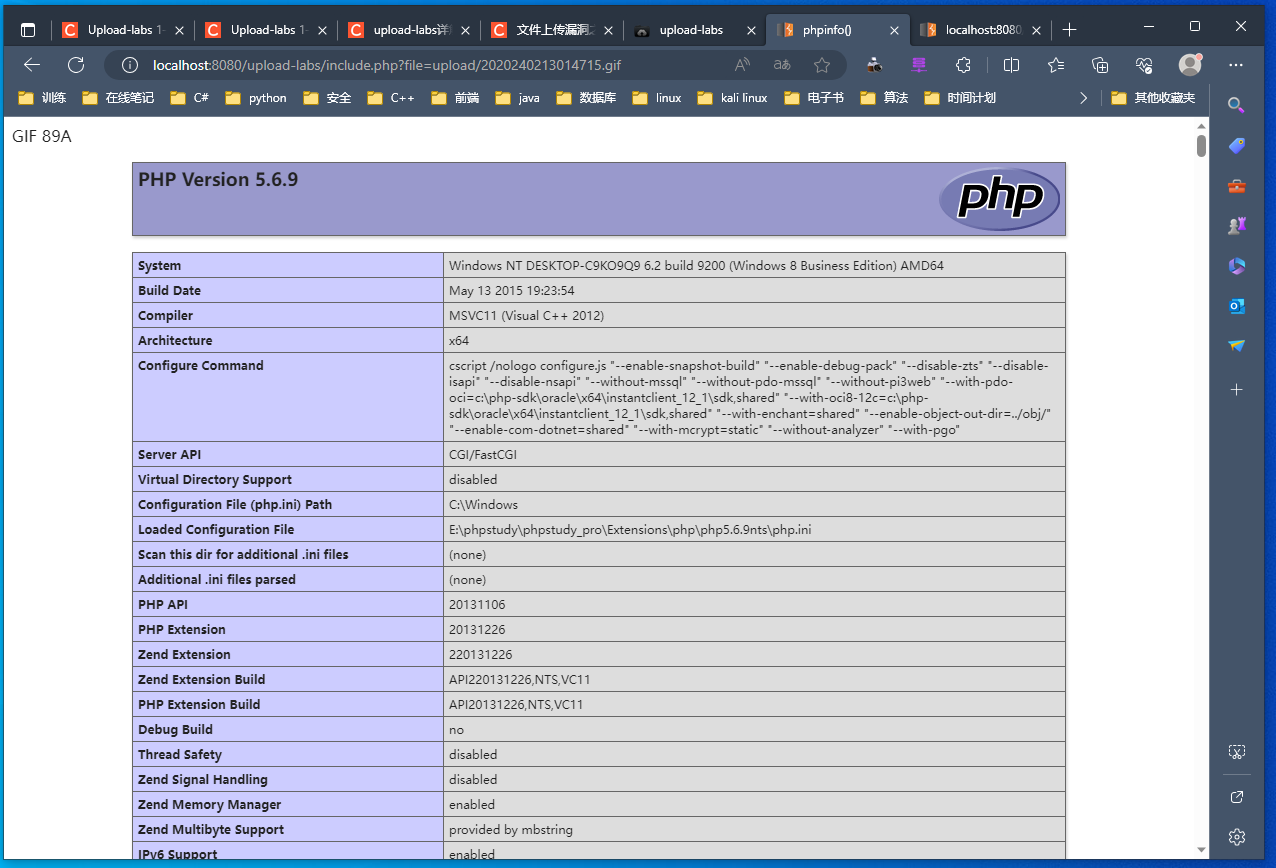 Upload-labs 1-
Upload-labs 1-
upload-labs详
文件上传漏洞之
upload-labs
phpinfo()
localhost:8080
localhost:8080/upload-labs/include.php?file=upload/2020240213014715.gif
训练
在线笔记
C#
python
安全
C++
前端
java
数据库
linux
kali linux
电子书
算法
时间计划
其他收藏夹
GIF 89A
PHP Version 5.6.9
php
System Windows NT DESKTOP-C9KO9Q9 6.2 build 9200 (Windows 8 Business Edition) AMD64
Build Date May 13 2015 19:23:54
Compiler MSVC11 (Visual C++ 2012)
Architecture x64
Configure Command cscript /nologo configure.js "--enable-snapshot-build" "--enable-debug-pack" "--disable-zts" "--disable-
isapi" "--disable-nsapi" "--without-mssql" "--without-pdo-mssql" "--without-pi3web" "--with-pdo-
oci=c:\php-sdk\oracle\x64\instantclient_12_1\sdk,shared" "--with-oci8-12c=c:\php-
sdk\oracle\x64\instantclient_12_1\sdk,shared" "--with-enchant=shared" "--enable-object-out-dir=../obj/"
"--enable-com-dotnet=shared" "--with-mcrypt=static" "--without-analyzer" "--with-pgo"
Server API CGI/FastCGI
Virtual Directory Support disabled
Configuration File (php.ini) Path C:\Windows
Loaded Configuration File E:\phpstudy\phpstudy_pro\Extensions\php\php5.6.9nts\php.ini
Scan this dir for additional .ini files (none)
Additional .ini files parsed (none)
PHP API 20131106
PHP Extension 20131226
Zend Extension 220131226
Zend Extension Build API220131226,NTS,VC11
PHP Extension Build API20131226,NTS,VC11
Debug Build no
Thread Safety disabled
Zend Signal Handling disabled
Zend Memory Manager enabled
Zend Multibyte Support provided by mbstring
IPv6 Support enabled